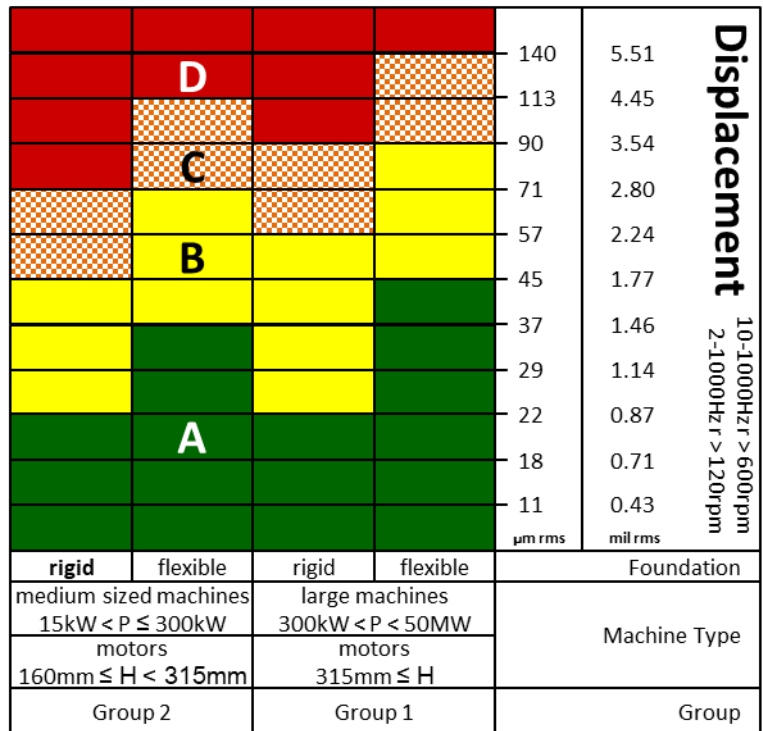 D
C
B
A
140 5.51
113 4.45
90 3.54
71 2.80
57 2.24
45 1.77
37 1.46
29 1.14
22 0.87
18 0.71
11 0.43
µm rms mil rms
Displacement
10-1000Hz r > 600rpm
2-1000Hz r > 120rpm
rigid flexible rigid flexible Foundation
medium sized machines large machines
15kW < P ≤ 300kW 300kW < P < 50MW
Machine Type
motors motors
160mm ≤ H < 315mm 315mm ≤ H
Group 2 Group 1 Group